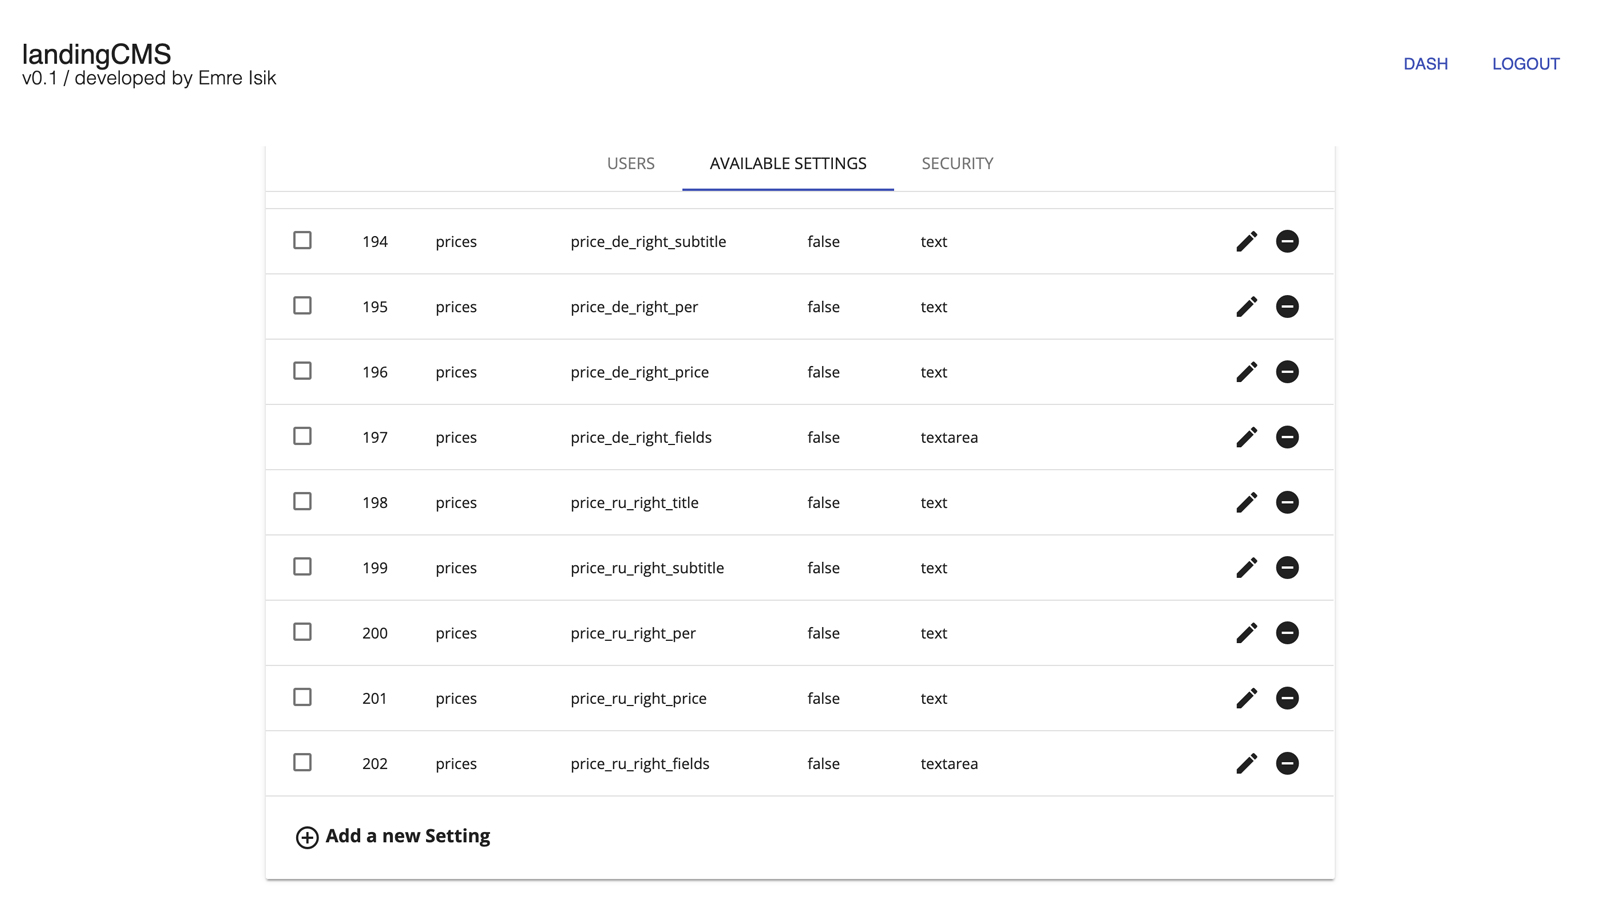 landingCMS
v0.1 / developed by Emre Isik
DASH LOGOUT
USERS AVAILABLE SETTINGS SECURITY
194 prices price_de_right_subtitle false text
195 prices price_de_right_per false text
196 prices price_de_right_price false text
197 prices price_de_right_fields false textarea
198 prices price_ru_right_title false text
199 prices price_ru_right_subtitle false text
200 prices price_ru_right_per false text
201 prices price_ru_right_price false text
202 prices price_ru_right_fields false textarea
Add a new Setting